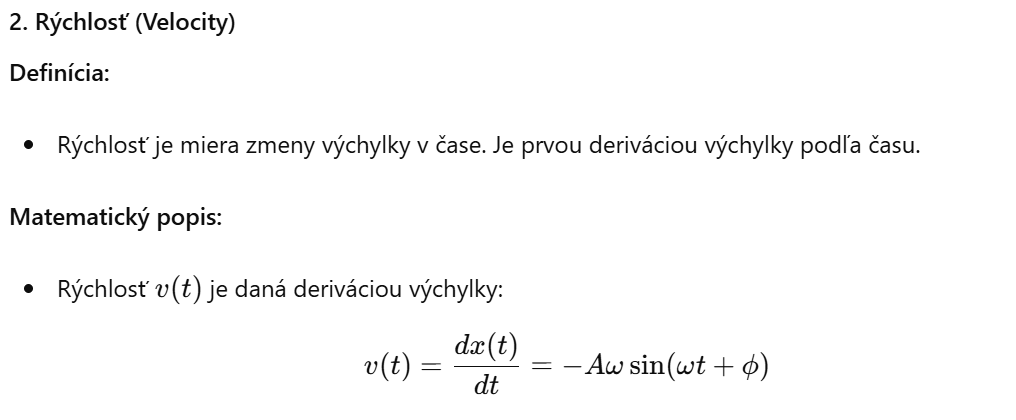 2. Rýchlosť (Velocity)
Definícia:
• Rýchlosť je miera zmeny výchylky v čase. Je prvou deriváciou výchylky podľa času.
Matematický popis:
• Rýchlosť v(t) je daná deriváciou výchylky:
v(t) = dx(t)/dt = −Aω sin(ωt + ϕ)